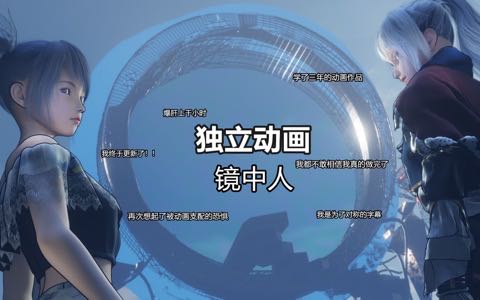 学了三年的动画作品
爆肝上千小时
独立动画
我终于更新了！！
我都不敢相信我真的做完了
镜中人
再次想起了被动画支配的恐惧
我是为了对称的字幕